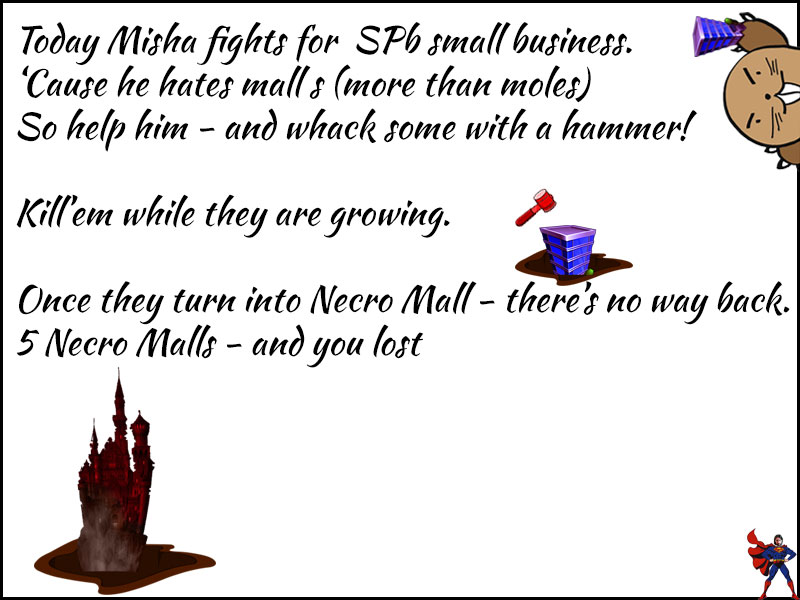 Today Misha fights for SPb small business.
‘Cause he hates mall s (more than moles)
So help him – and whack some with a hammer!
Kill’em while they are growing.
Once they turn into Necro Mall – there’s no way back.
5 Necro Malls – and you lost